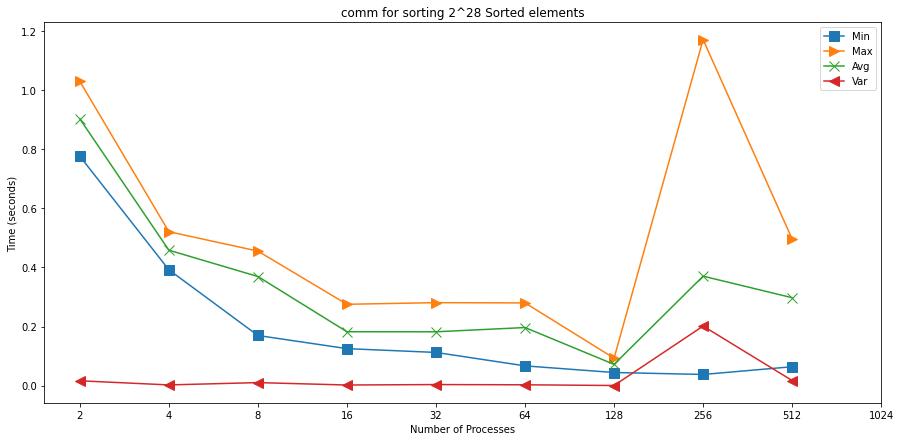 comm for sorting 2^28 Sorted elements
Min
Max
Avg
Var
1.2
1.0
0.8
0.6
0.4
0.2
0.0
Time (seconds)
2 4 8 16 32 64 128 256 512 1024
Number of Processes